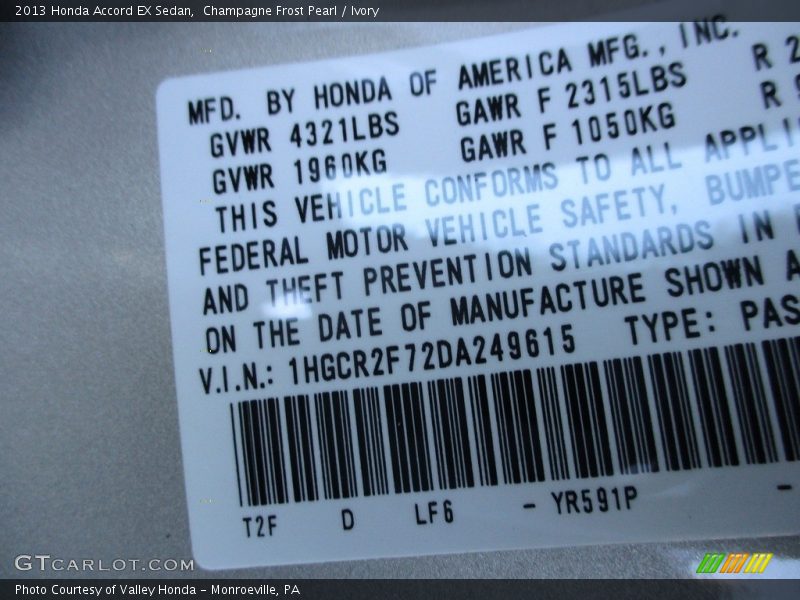 2013 Honda Accord EX Sedan,  Champagne Frost Pearl / Ivory
MFD. BY HONDA OF AMERICA MFG., INC.
GVWR 4321LBS GAWR F 2315LBS R 2
GVWR 1960KG GAWR F 1050KG R
THIS VEHICLE CONFORMS TO ALL APPLI
FEDERAL MOTOR VEHICLE SAFETY, BUMPE
AND THEFT PREVENTION STANDARDS IN
ON THE DATE OF MANUFACTURE SHOWN A
V.I.N.: 1HGCR2F72DA249615 TYPE: PAS
T2F D LF6 - YR591P -
GTCARLOT.COM
Photo Courtesy of Valley Honda - Monroeville, PA